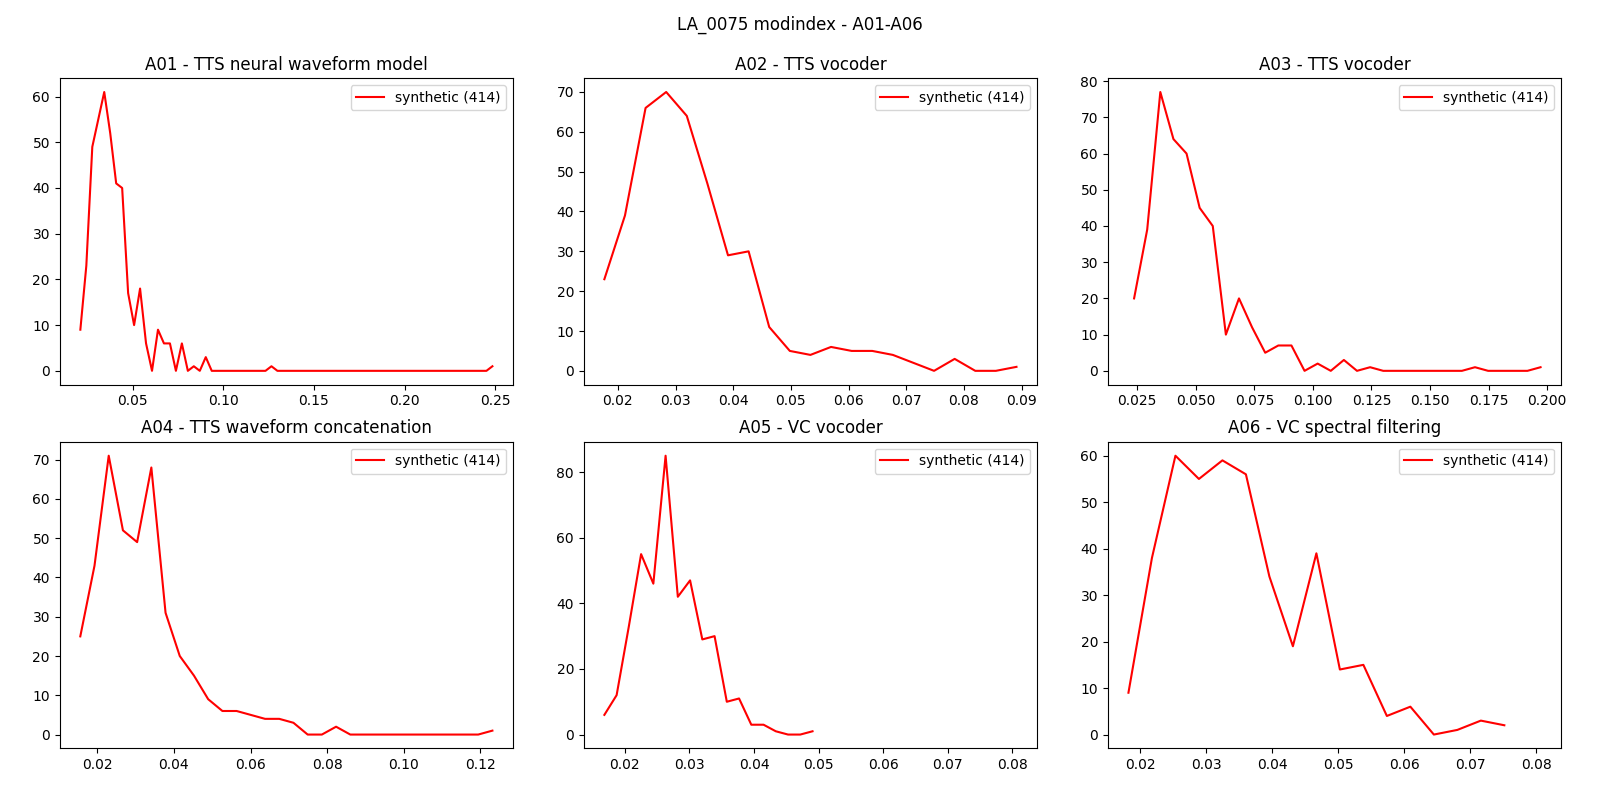 LA_0075 modindex - A01-A06
A01 - TTS neural waveform model
synthetic (414)
60
50
40
30
20
10
0
0.05 0.10 0.15 0.20 0.25
A02 - TTS vocoder
synthetic (414)
70
60
50
40
30
20
10
0
0.02 0.03 0.04 0.05 0.06 0.07 0.08 0.09
A03 - TTS vocoder
synthetic (414)
80
70
60
50
40
30
20
10
0
0.025 0.050 0.075 0.100 0.125 0.150 0.175 0.200
A04 - TTS waveform concatenation
synthetic (414)
70
60
50
40
30
20
10
0
0.02 0.04 0.06 0.08 0.10 0.12
A05 - VC vocoder
synthetic (414)
80
60
40
20
0
0.02 0.03 0.04 0.05 0.06 0.07 0.08
A06 - VC spectral filtering
synthetic (414)
60
50
40
30
20
10
0
0.02 0.03 0.04 0.05 0.06 0.07 0.08